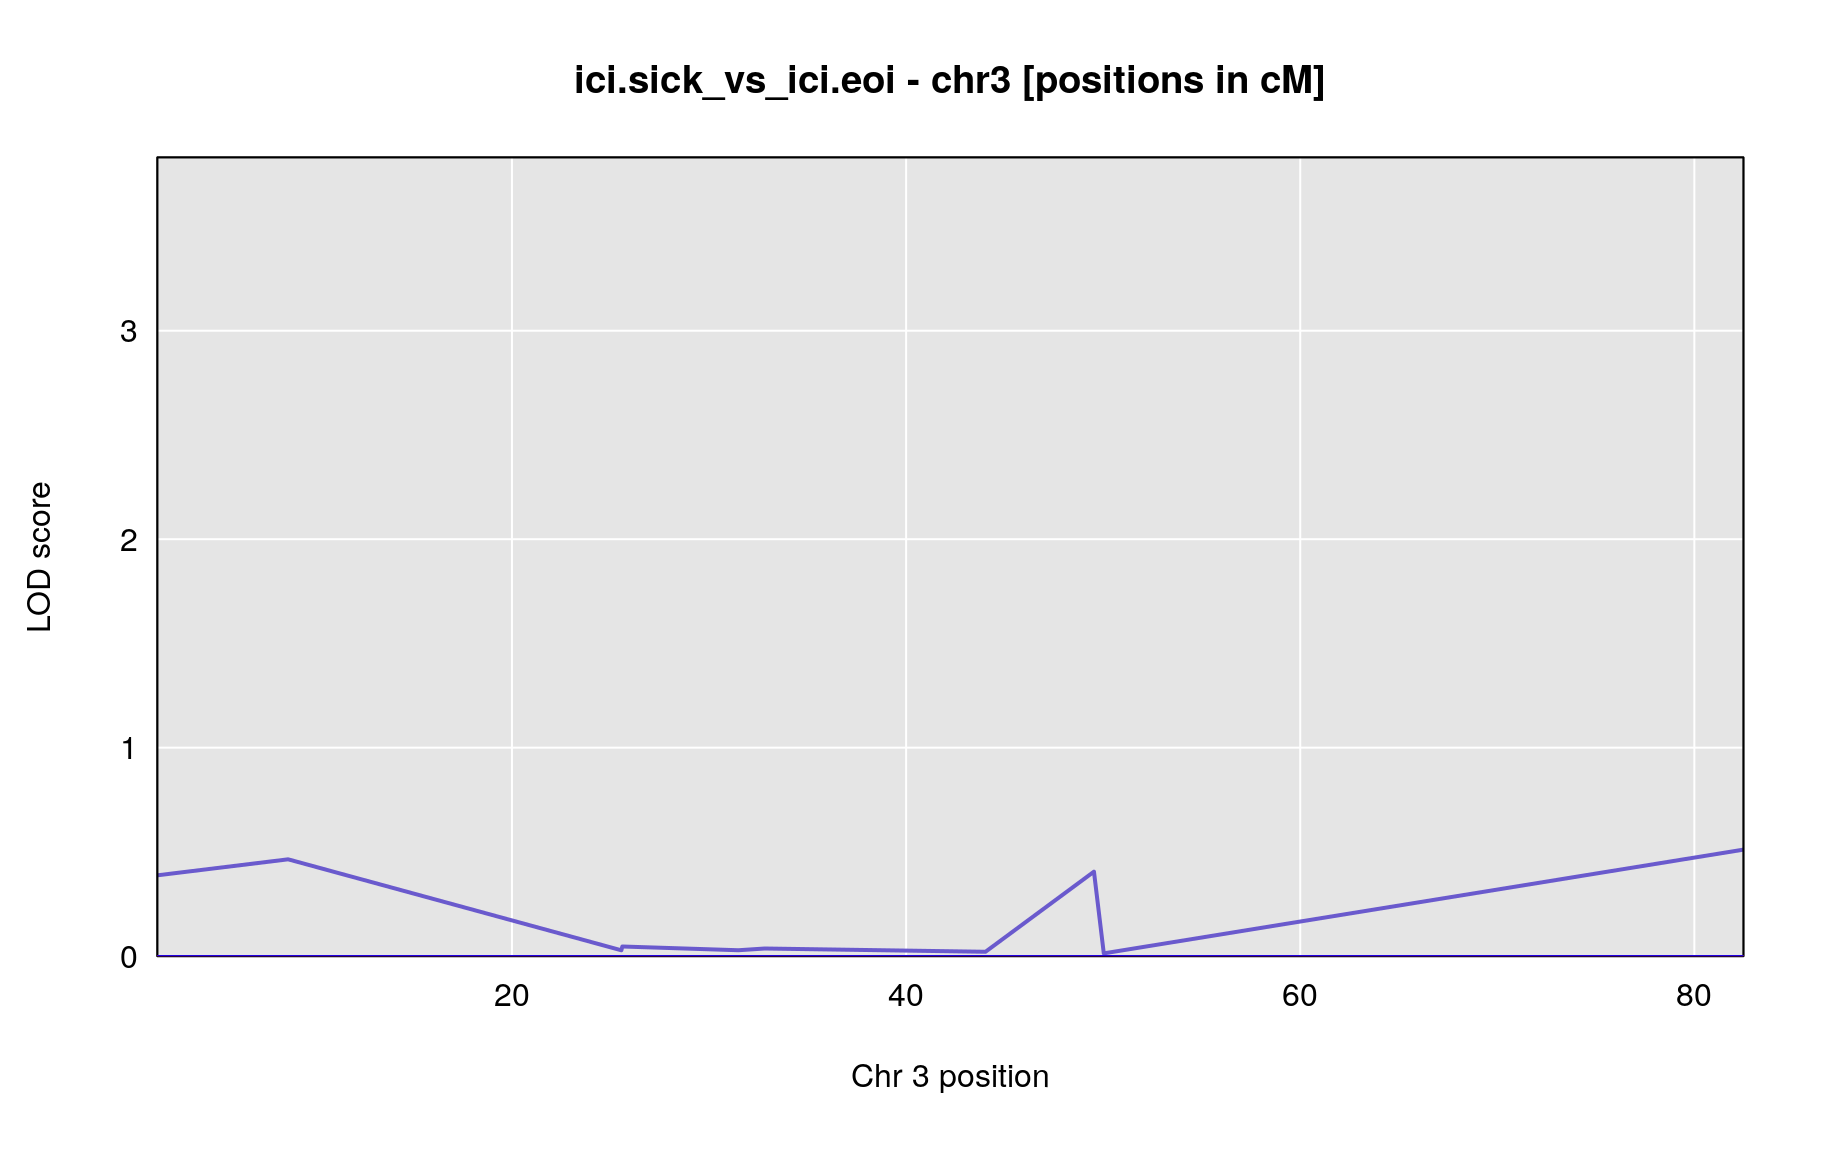 ici.sick_vs_ici.eoi - chr3 [positions in cM]
LOD score
3
2
1
0
20 40 60 80
Chr 3 position